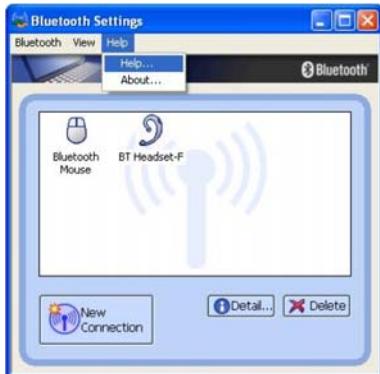 Bluetooth Settings
Bluetooth View Help
Help...
About...
Bluetooth
Bluetooth
Mouse
BT Headset-F
New
Connection
Detail...
Delete